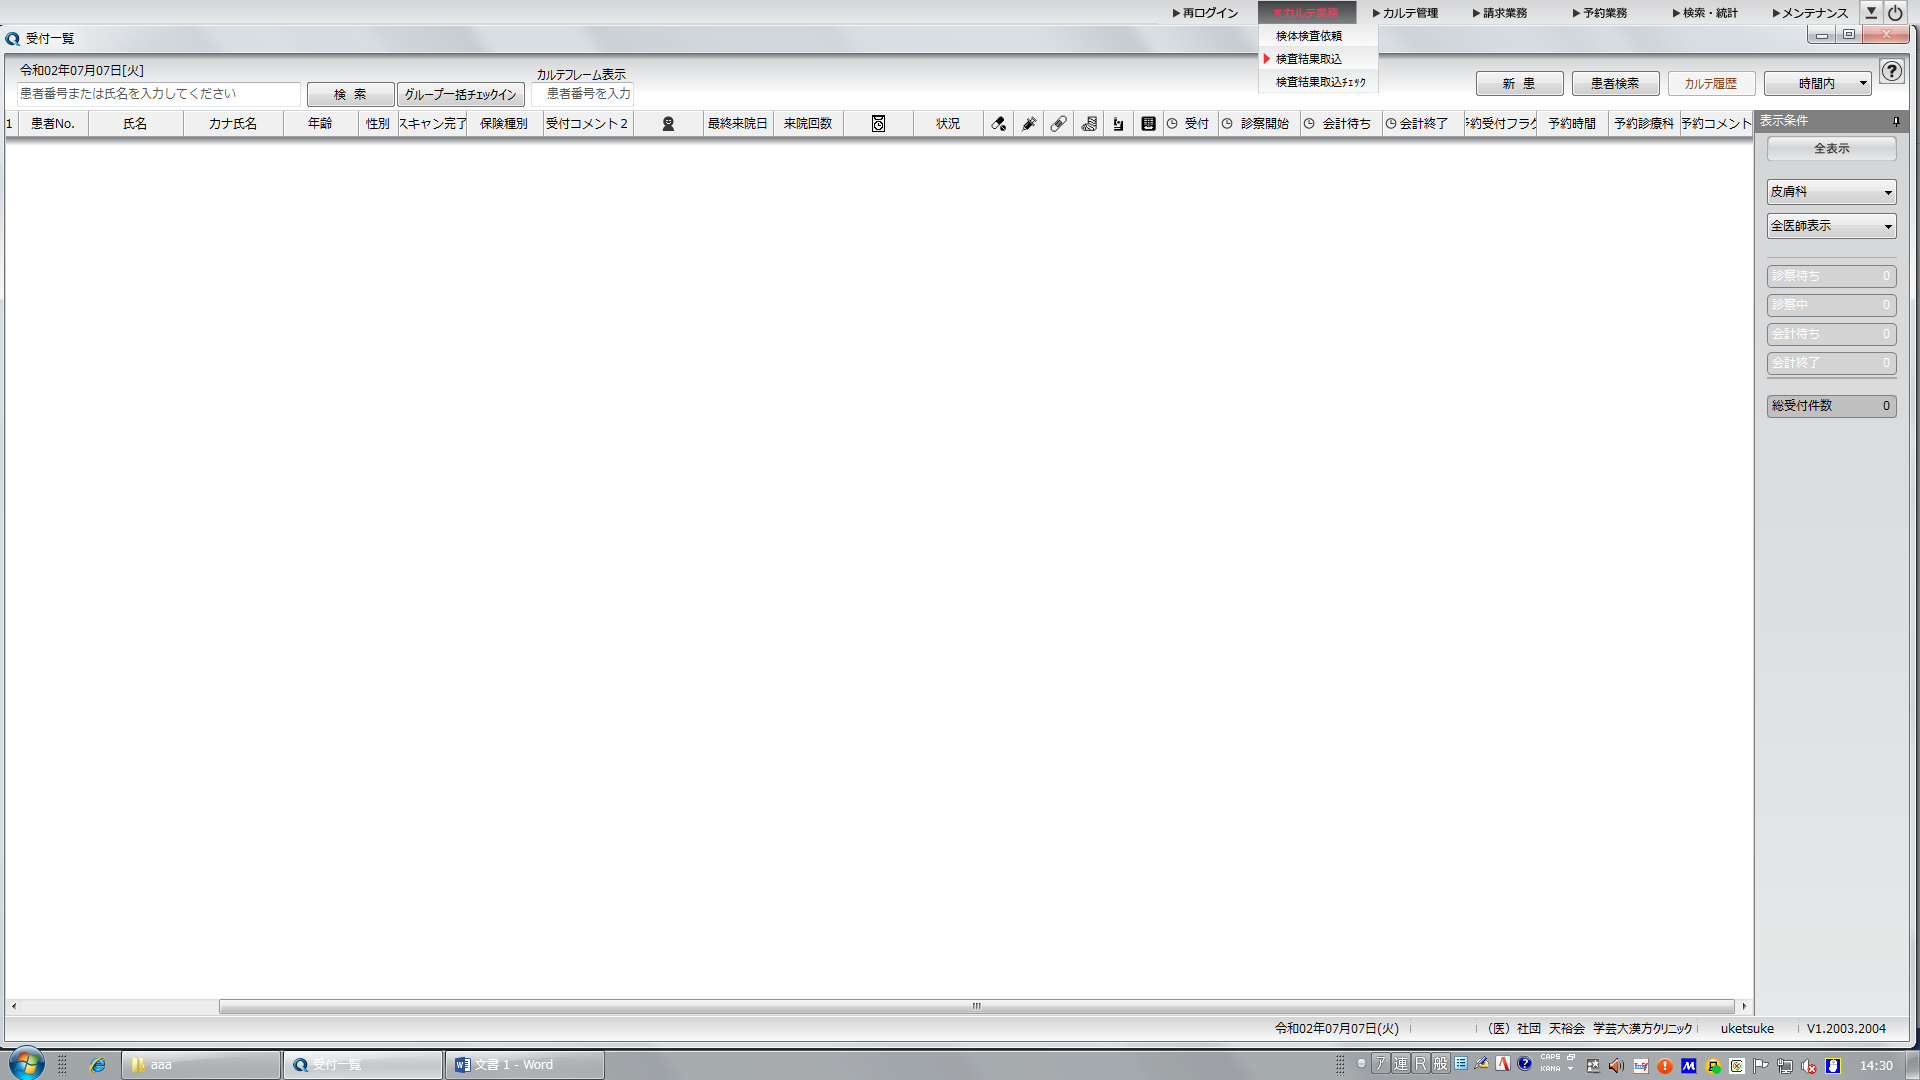 ▶再ログイン ▼カルテ業務 ▶カルテ管理 ▶請求業務 ▶予約業務 ▶検索・統計 ▶メンテナンス
受付一覧
検体検査依頼
検査結果取込
検査結果取込ﾁｪｯｸ
令和02年07月07日[火]
患者番号または氏名を入力してください
検 索
グループ一括チェックイン
カルテフレーム表示
患者番号を入力
新 患
患者検索
カルテ履歴
時間内
?
1 患者No. 氏名 カナ氏名 年齢 性別 スキャン完了 保険種別 受付コメント2 最終来院日 来院回数 状況 受付 診察開始 会計待ち 会計終了 予約受付フラグ 予約時間 予約診療科 予約コメント
表示条件
全表示
皮膚科
全医師表示
診察待ち 0
診察中 0
会計待ち 0
会計終了 0
総受付件数 0
令和02年07月07日(火) （医）社団 天裕会 学芸大漢方クリニック uketsuke V1.2003.2004
aaa 受付一覧 文書 1 - Word ア 連 R 般 CAPS KANA 14:30